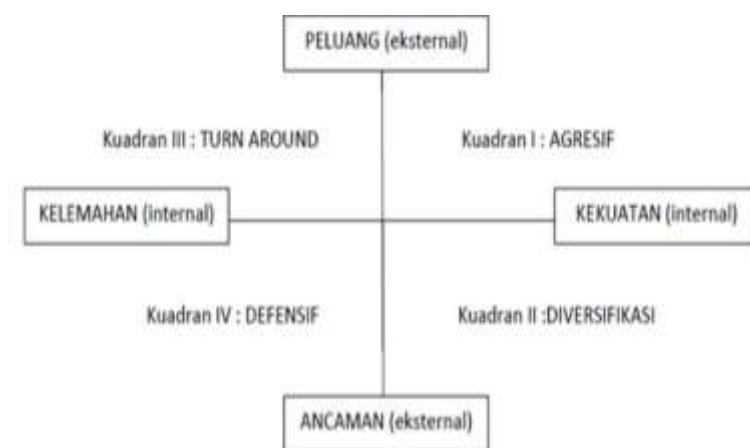 PELUANG (eksternal)
Kuadran III : TURN AROUND
Kuadran I : AGRESIF
KELEMAHAN (internal)
KEKUATAN (internal)
Kuadran IV : DEFENSIF
Kuadran II :DIVERSIFIKASI
ANCAMAN (eksternal)